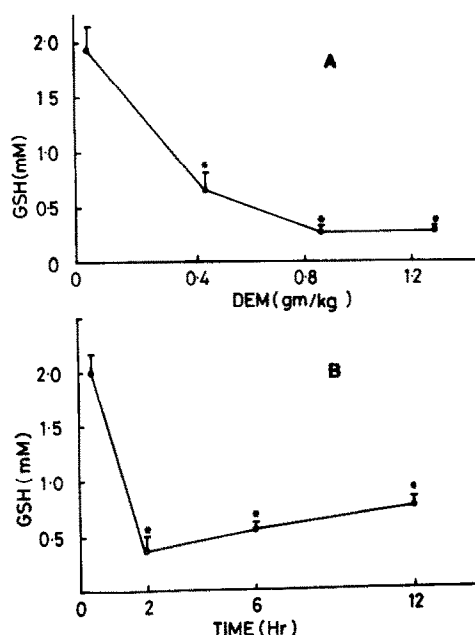 A
2·0
1·5
1·0
0·5
0
GSH(mM)
0 0.4 0.8 1.2
DEM(gm/kg)
B
2·0
1·5
1·0
0·5
GSH(mM)
0 2 6 12
TIME(Hr)
* * *
* * *